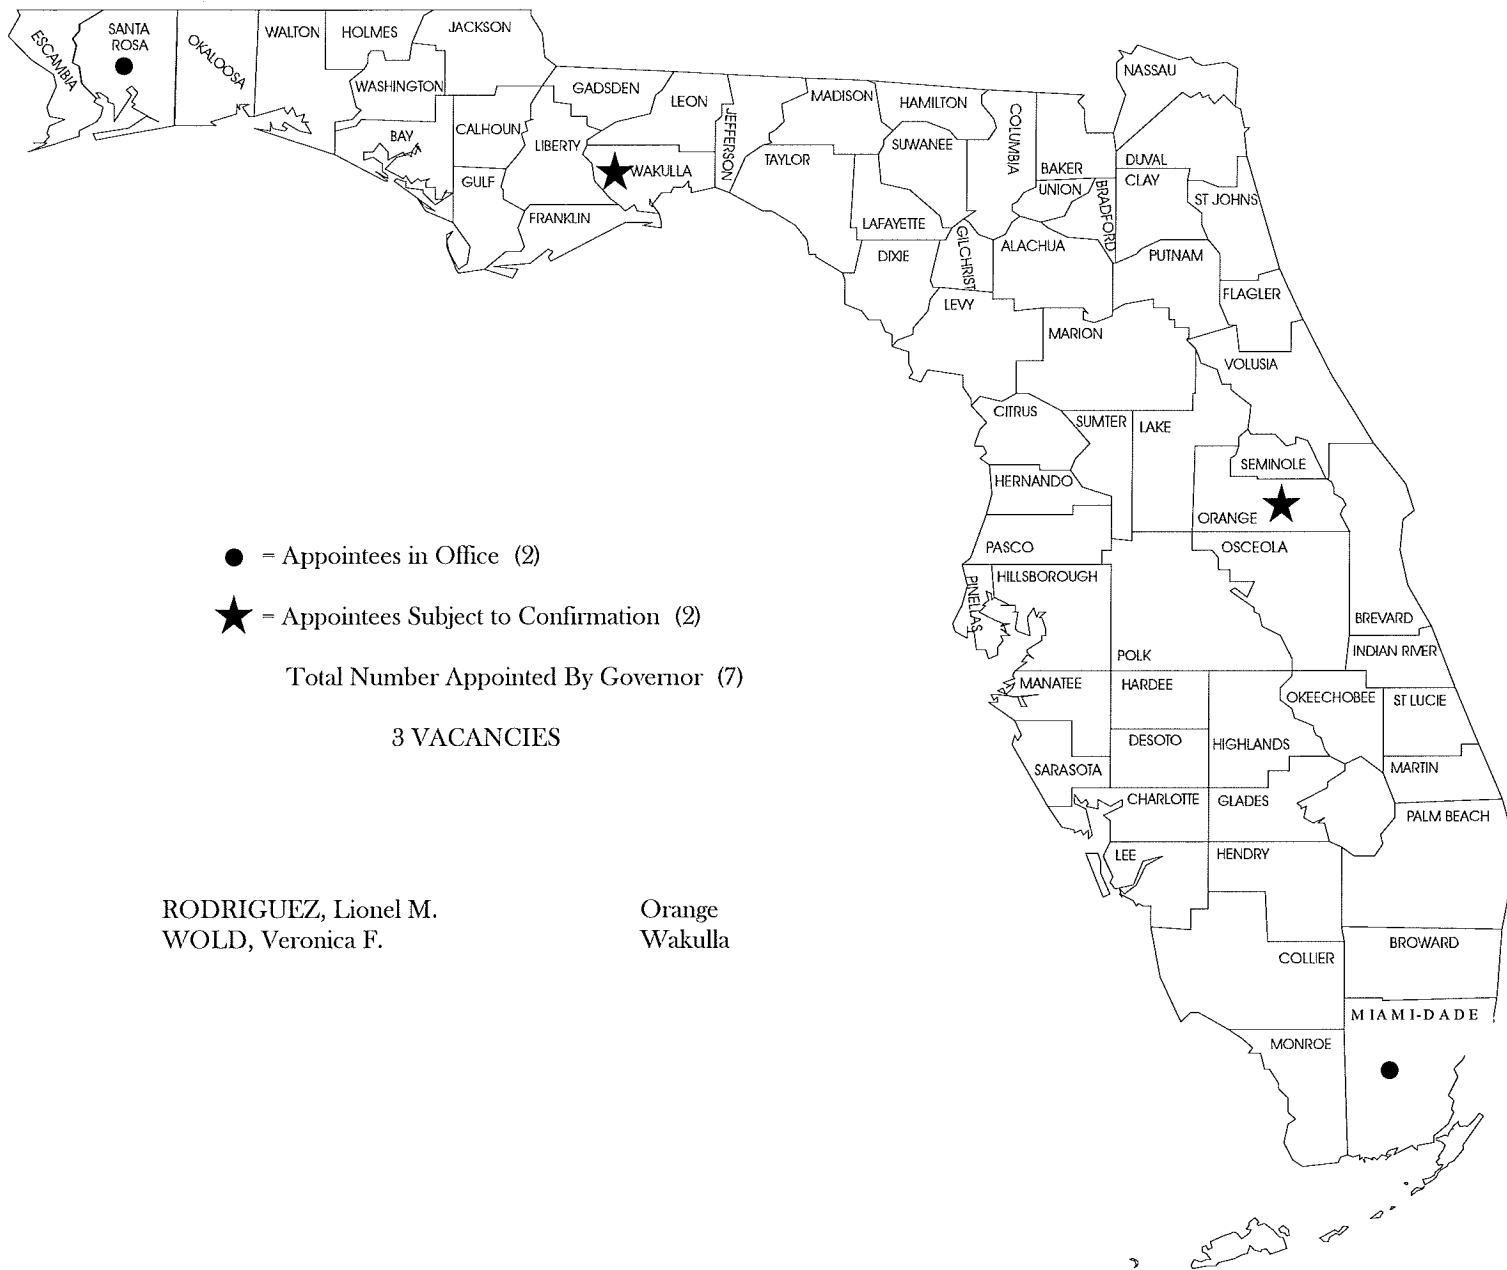 ESCAMBIA
SANTA
ROSA
OKALOOSA
WALTON
HOLMES
JACKSON
WASHINGTON
BAY
CALHOUN
GULF
GADSDEN
LIBERTY
FRANKLIN
LEON
WAKULLA
JEFFERSON
MADISON
TAYLOR
HAMILTON
SUWANEE
LAFAYETTE
DIXIE
COLUMBIA
GILCHRIST
BAKER
UNION
BRADFORD
ALACHUA
LEVY
NASSAU
DUVAL
CLAY
ST JOHNS
PUTNAM
FLAGLER
MARION
VOLUSIA
CITRUS
SUMTER
LAKE
SEMINOLE
HERNANDO
ORANGE
PASCO
OSCEOLA
HILLSBOROUGH
PINELLAS
BREVARD
POLK
INDIAN RIVER
MANATEE
HARDEE
OKEECHOBEE
ST LUCIE
DESOTO
HIGHLANDS
SARASOTA
MARTIN
CHARLOTTE
GLADES
PALM BEACH
LEE
HENDRY
COLLIER
BROWARD
MIAMI-DADE
MONROE
= Appointees in Office (2)
= Appointees Subject to Confirmation (2)
Total Number Appointed By Governor (7)
3 VACANCIES
RODRIGUEZ, Lionel M. Orange
WOLD, Veronica F. Wakulla